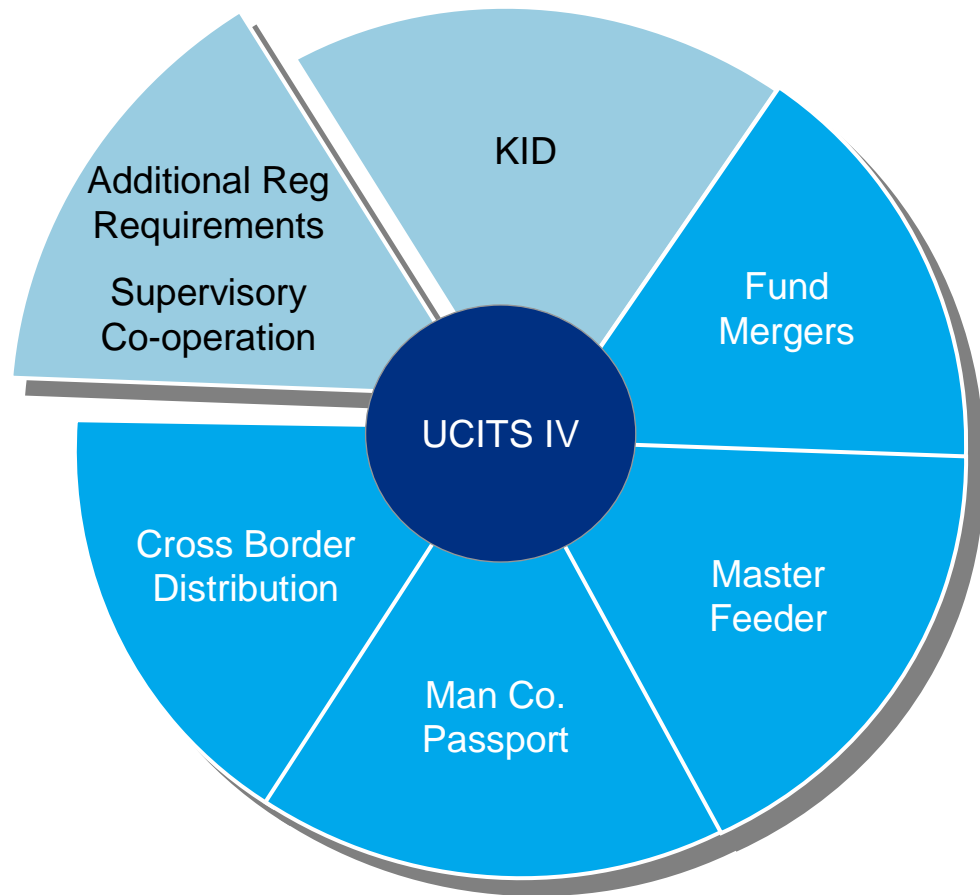 KID
Additional Reg
Requirements
Supervisory
Co-operation
Fund
Mergers
UCITS IV
Cross Border
Distribution
Master
Feeder
Man Co.
Passport